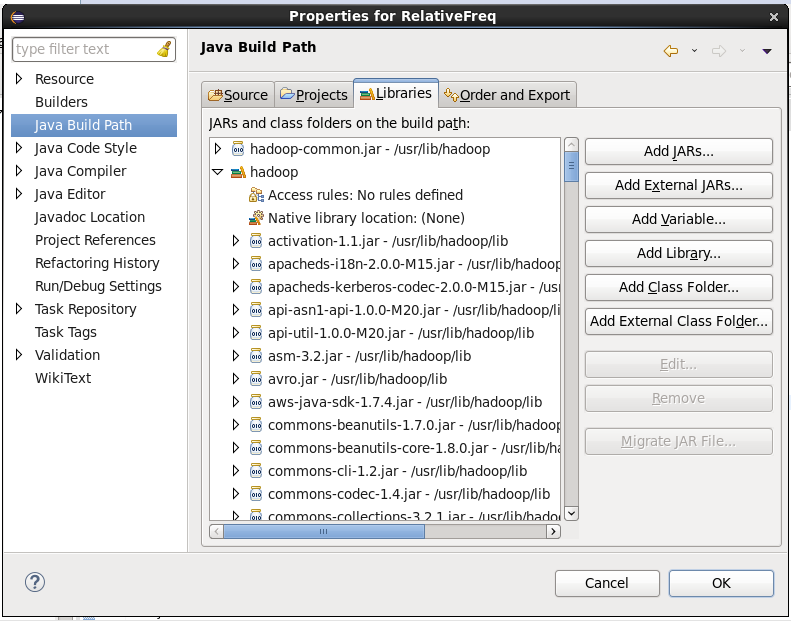 Properties for RelativeFreq
type filter text
Resource
Builders
Java Build Path
Java Code Style
Java Compiler
Java Editor
Javadoc Location
Project References
Refactoring History
Run/Debug Settings
Task Repository
Task Tags
Validation
WikiText
Java Build Path
Source
Projects
Libraries
Order and Export
JARs and class folders on the build path:
hadoop-common.jar - /usr/lib/hadoop
hadoop
Access rules: No rules defined
Native library location: (None)
activation-1.1.jar - /usr/lib/hadoop/lib
apacheds-i18n-2.0.0-M15.jar - /usr/lib/hadoop
apacheds-kerberos-codec-2.0.0-M15.jar - /usr
api-asn1-api-1.0.0-M20.jar - /usr/lib/hadoop/li
api-util-1.0.0-M20.jar - /usr/lib/hadoop/lib
asm-3.2.jar - /usr/lib/hadoop/lib
avro.jar - /usr/lib/hadoop/lib
aws-java-sdk-1.7.4.jar - /usr/lib/hadoop/lib
commons-beanutils-1.7.0.jar - /usr/lib/hadoop
commons-beanutils-core-1.8.0.jar - /usr/lib/ha
commons-cli-1.2.jar - /usr/lib/hadoop/lib
commons-codec-1.4.jar - /usr/lib/hadoop/lib
commons-collections-3.2.1.jar - /usr/lib/hadoo
Add JARs...
Add External JARs...
Add Variable...
Add Library...
Add Class Folder...
Add External Class Folder...
Edit...
Remove
Migrate JAR File...
Cancel
OK